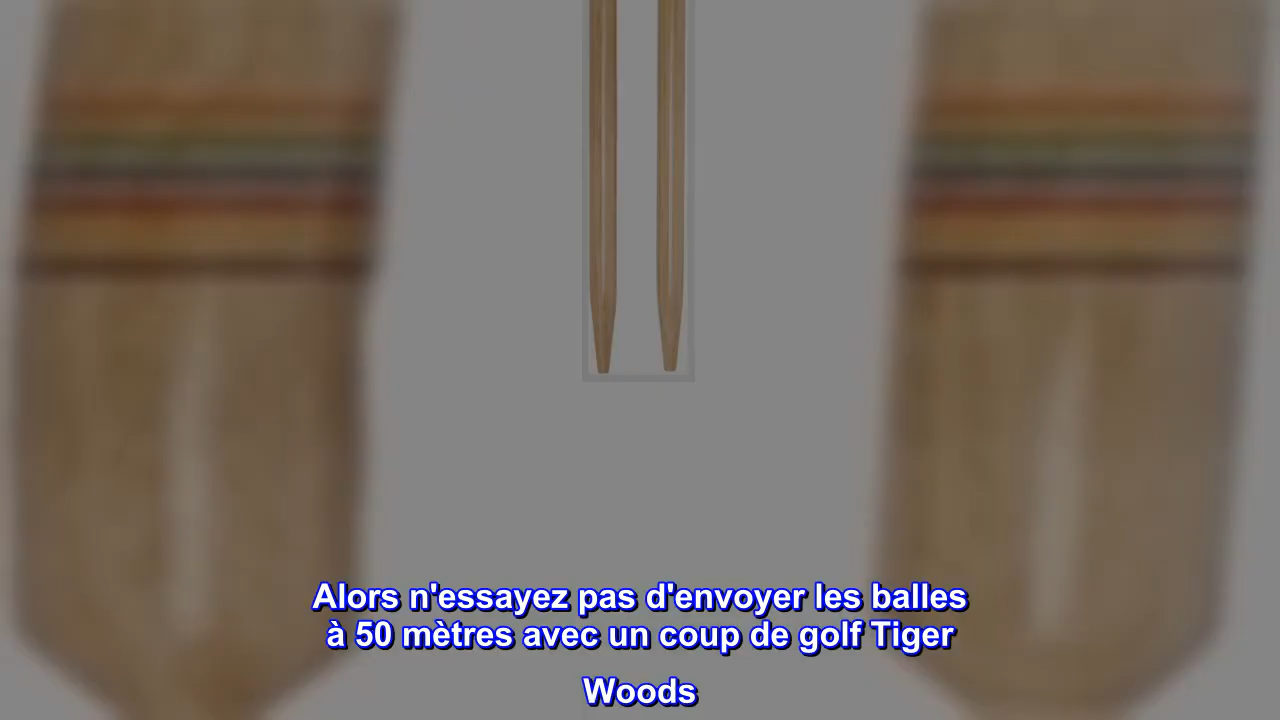 Alors n'essayez pas d'envoyer les balles
à 50 mètres avec un coup de golf Tiger
Woods